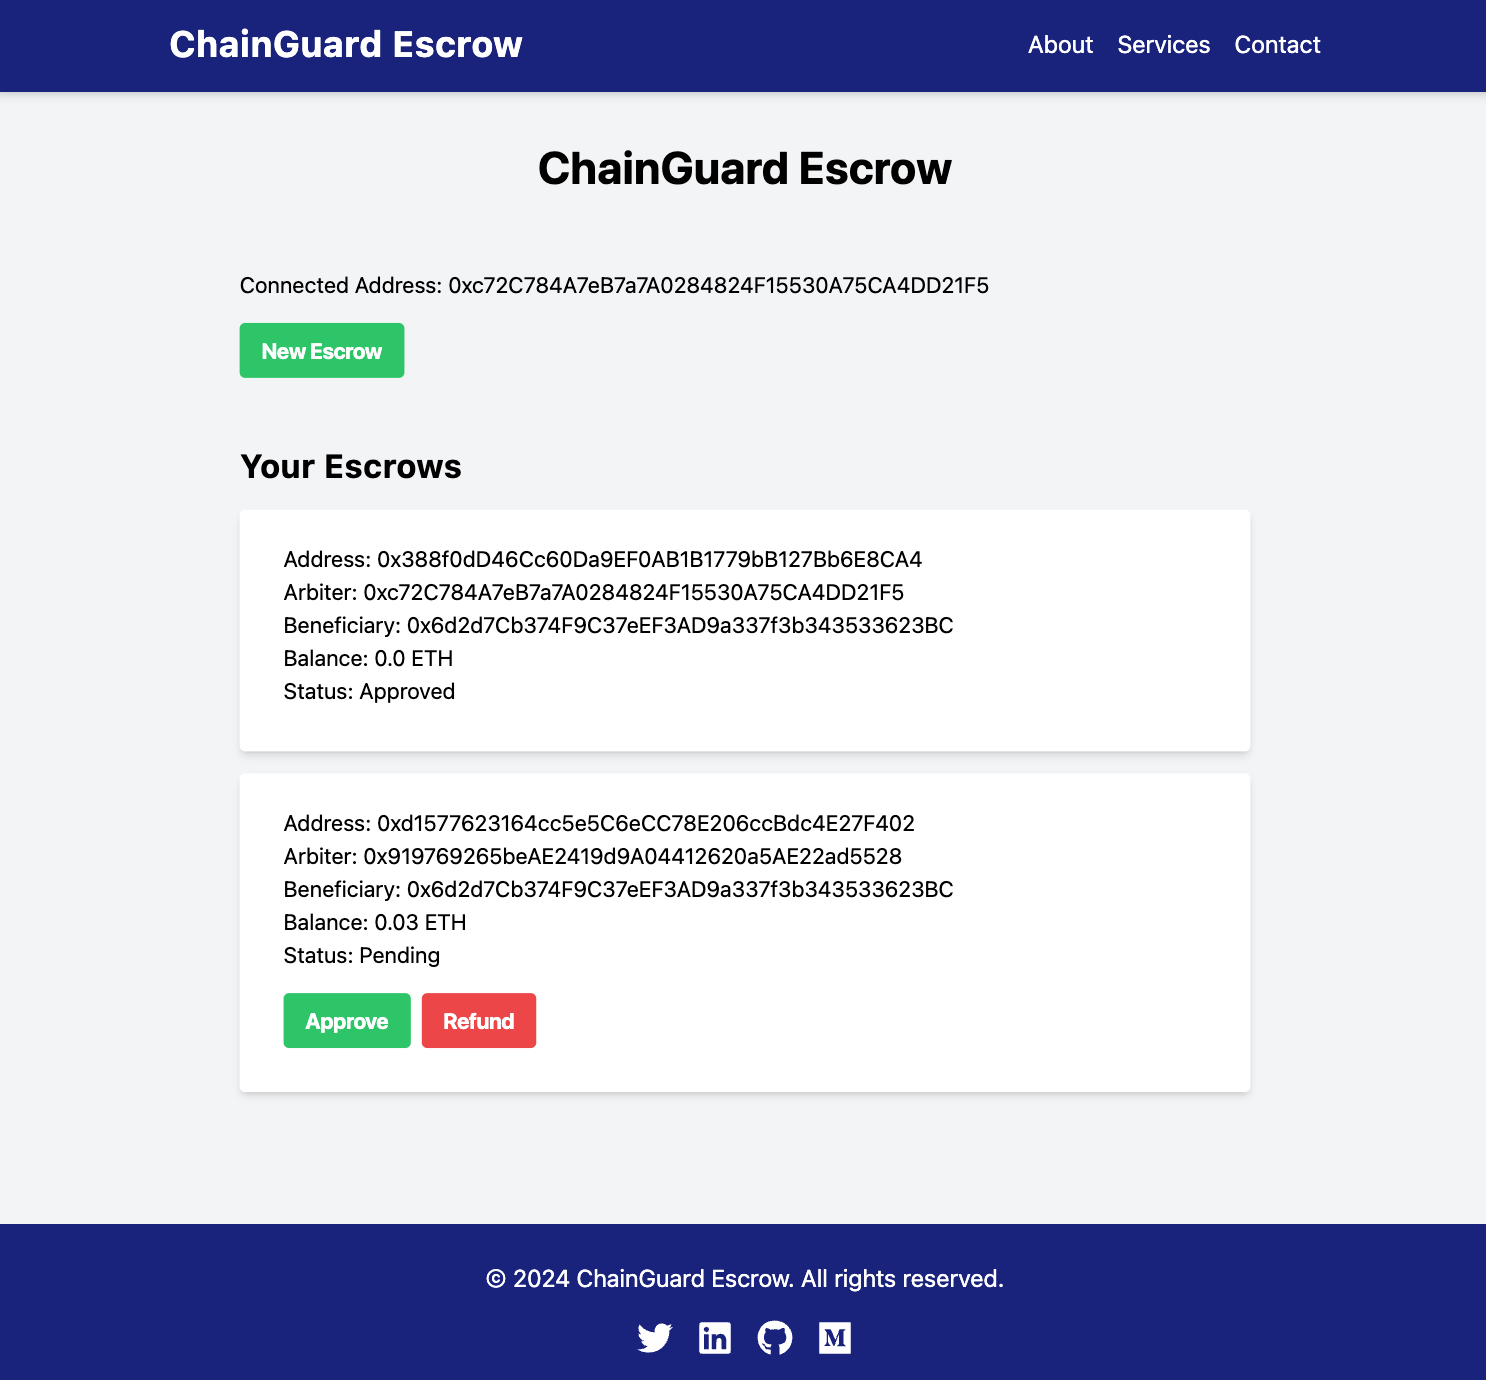 ChainGuard Escrow
About Services Contact
ChainGuard Escrow
Connected Address: 0xc72C784A7eB7a7A0284824F15530A75CA4DD21F5
New Escrow
Your Escrows
Address: 0x388f0dD46Cc60Da9EF0AB1B1779bB127Bb6E8CA4
Arbiter: 0xc72C784A7eB7a7A0284824F15530A75CA4DD21F5
Beneficiary: 0x6d2d7Cb374F9C37eEF3AD9a337f3b343533623BC
Balance: 0.0 ETH
Status: Approved
Address: 0xd1577623164cc5e5C6eCC78E206ccBdc4E27F402
Arbiter: 0x919769265beAE2419d9A04412620a5AE22ad5528
Beneficiary: 0x6d2d7Cb374F9C37eEF3AD9a337f3b343533623BC
Balance: 0.03 ETH
Status: Pending
Approve Refund
© 2024 ChainGuard Escrow. All rights reserved.